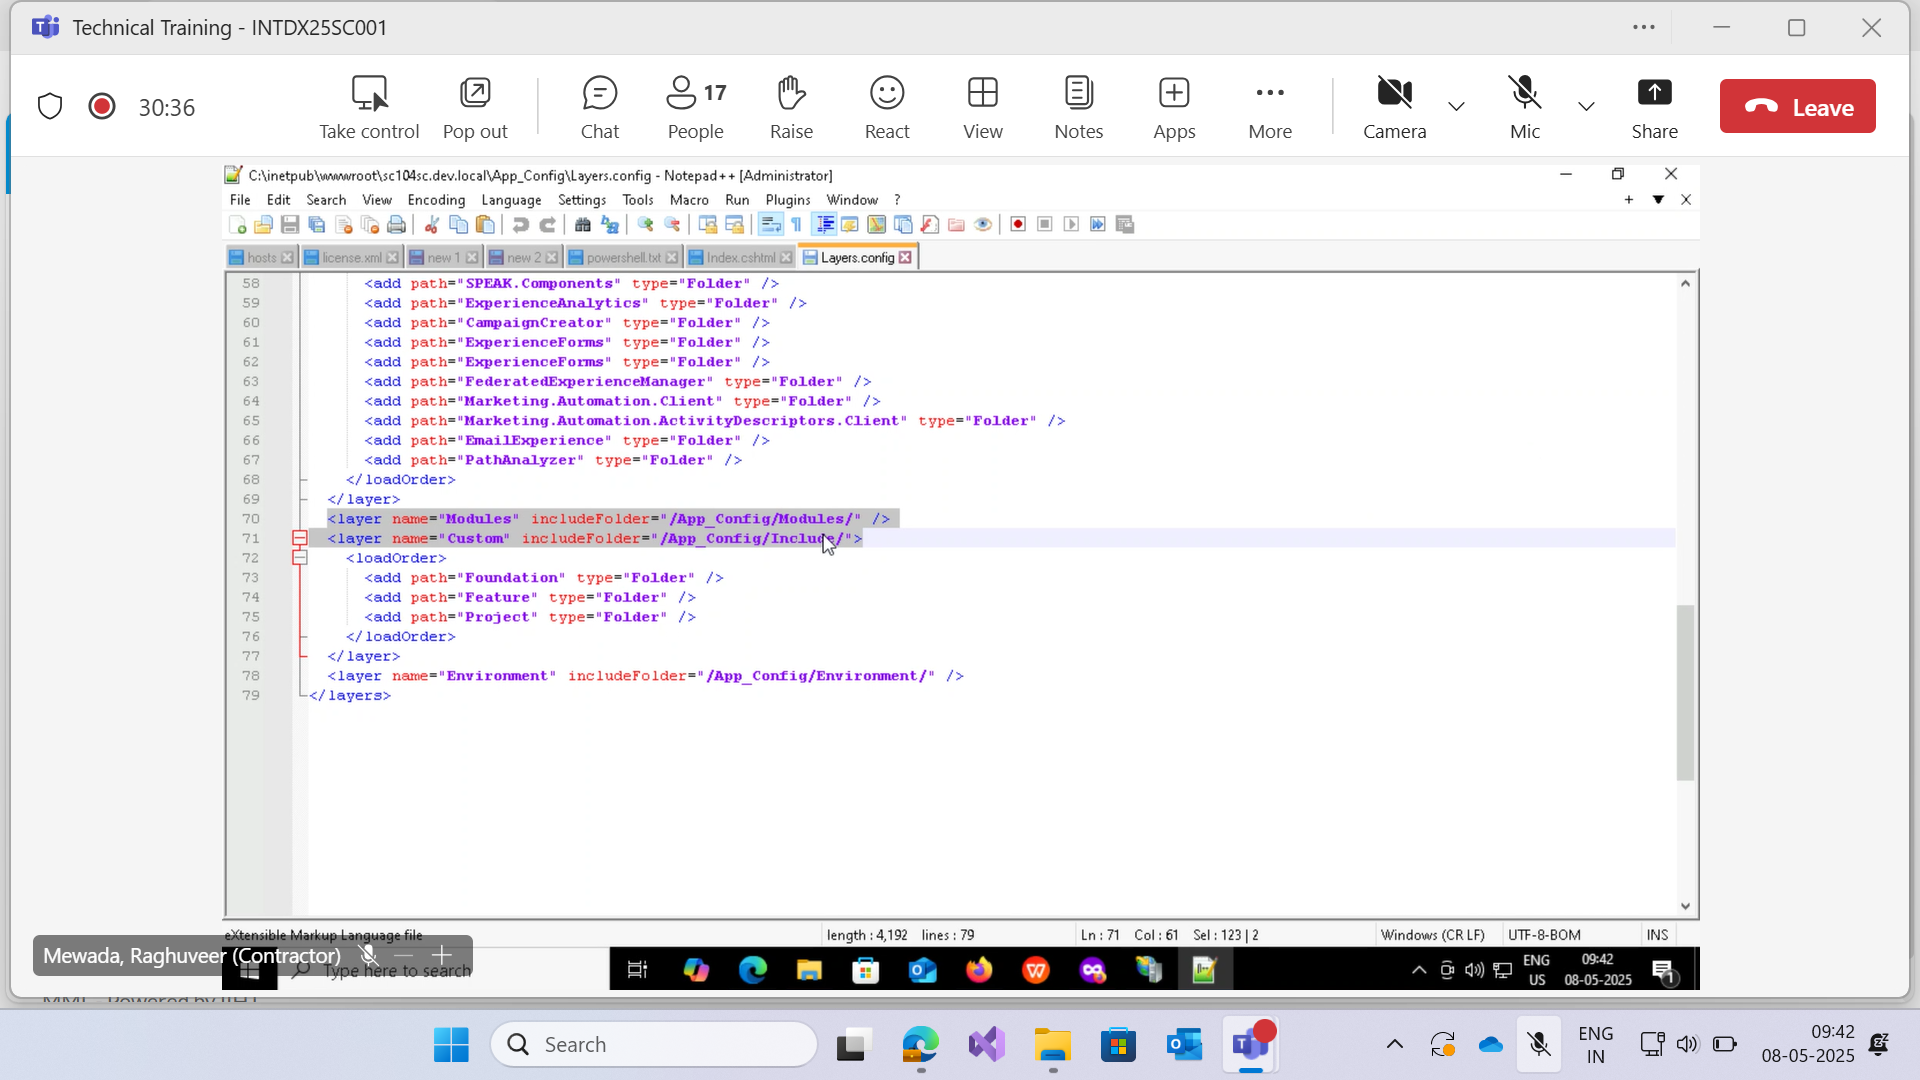 Technical Training - INTDX25SC001
30:36
Take control
Pop out
Chat
17
People
Raise
React
View
Notes
Apps
More
Camera
Mic
Share
Leave
C:\inetpub\wwwroot\sc104sc.dev.local\App_Config\Layers.config - Notepad++ [Administrator]
File Edit Search View Encoding Language Settings Tools Macro Run Plugins Window ?
hosts
license.xml
new 1
new 2
powershell.txt
Index.cshtml
Layers.config
58 <add path="SPEAK.Components" type="Folder" />
59 <add path="ExperienceAnalytics" type="Folder" />
60 <add path="CampaignCreator" type="Folder" />
61 <add path="ExperienceForms" type="Folder" />
62 <add path="ExperienceForms" type="Folder" />
63 <add path="FederatedExperienceManager" type="Folder" />
64 <add path="Marketing.Automation.Client" type="Folder" />
65 <add path="Marketing.Automation.ActivityDescriptors.Client" type="Folder" />
66 <add path="EmailExperience" type="Folder" />
67 <add path="PathAnalyzer" type="Folder" />
68 </loadOrder>
69 </layer>
70 <layer name="Modules" includeFolder="/App_Config/Modules/" />
71 <layer name="Custom" includeFolder="/App_Config/Include/">
72 <loadOrder>
73 <add path="Foundation" type="Folder" />
74 <add path="Feature" type="Folder" />
75 <add path="Project" type="Folder" />
76 </loadOrder>
77 </layer>
78 <layer name="Environment" includeFolder="/App_Config/Environment/" />
79 </layers>
eXtensible Markup Language file
length : 4,192 lines : 79
Ln : 71 Col : 61 Sel : 123 | 2
Windows (CR LF)
UTF-8-BOM
INS
Mewada, Raghuveer (Contractor)
Type here to search
ENG
US
09:42
08-05-2025
1
Search
ENG
IN
09:42
08-05-2025